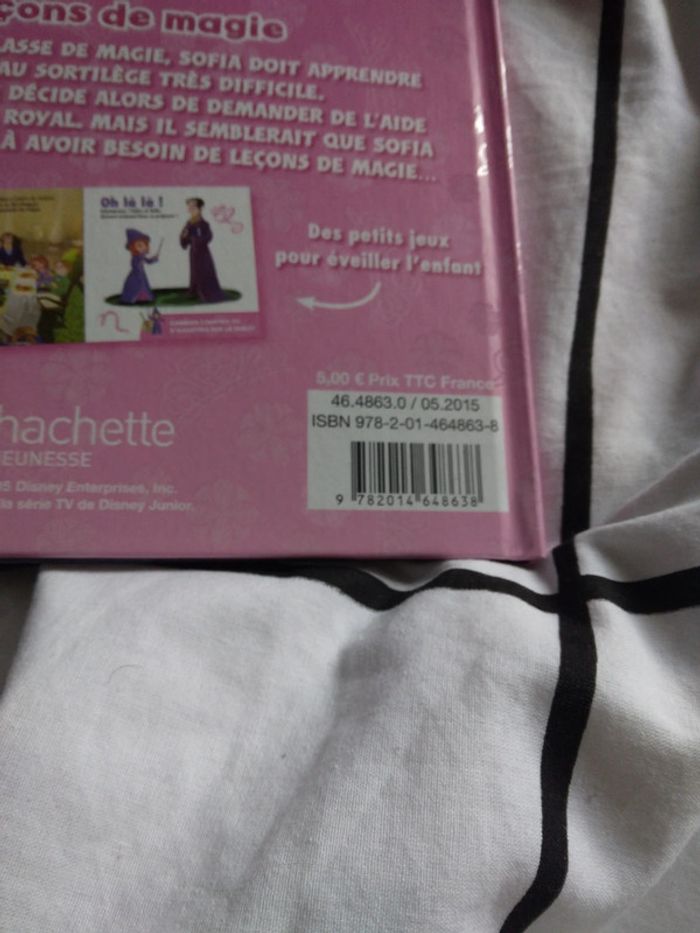 çons de magie
LASSE DE MAGIE, SOFIA DOIT APPRENDRE
AU SORTILÈGE TRÈS DIFFICILE.
DÉCIDE ALORS DE DEMANDER DE L'AIDE
ROYAL. MAIS IL SEMBLERAIT QUE SOFIA
À AVOIR BESOIN DE LEÇONS DE MAGIE...
Oh là là !
Des petits jeux
pour éveiller l'enfant
5,00 € Prix TTC France
46.4863.0 / 05.2015
ISBN 978-2-01-464863-8
hachette
JEUNESSE
9 782014 648638
15 Disney Enterprises, Inc.
la série TV de Disney Junior.